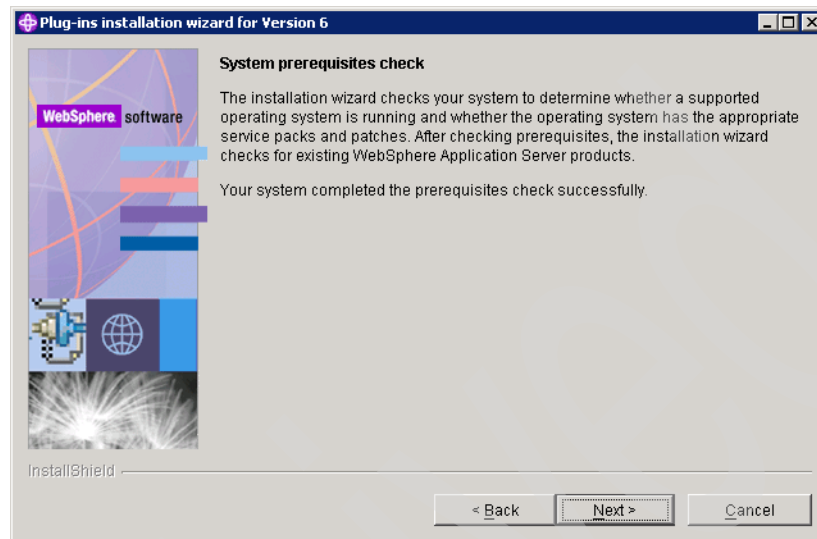 Plug-ins installation wizard for Version 6
System prerequisites check
The installation wizard checks your system to determine whether a supported
operating system is running and whether the operating system has the appropriate
service packs and patches. After checking prerequisites, the installation wizard
checks for existing WebSphere Application Server products.
Your system completed the prerequisites check successfully.
WebSphere software
InstallShield
< Back Next > Cancel